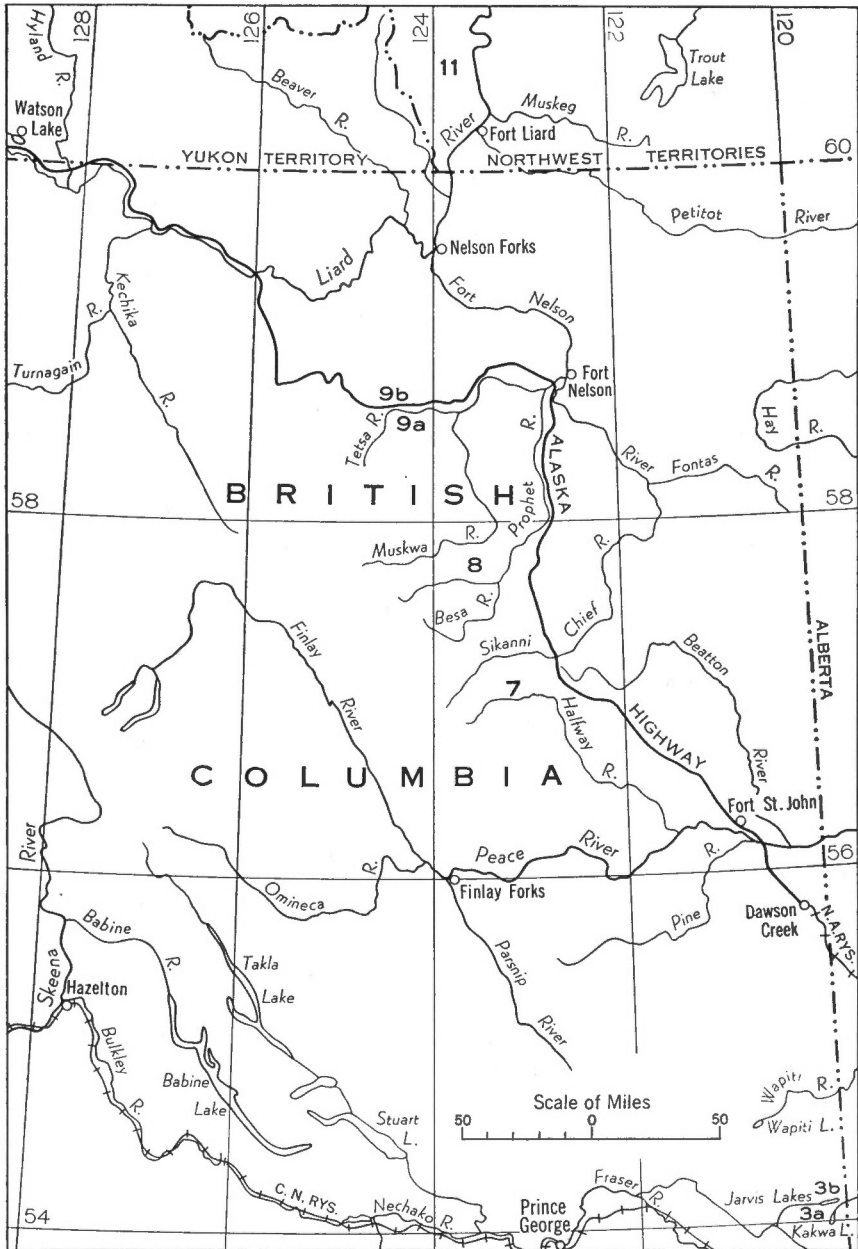 128
126
124
122
120
Hyland R.
Watson Lake
Beaver R.
11
River
Muskeg R.
Fort Liard
Trout Lake
YUKON TERRITORY
NORTHWEST TERRITORIES
60
Petitot River
Liard
Nelson Forks
Fort Nelson
Kechika R.
Turnagain R.
9b
9a
Tetsa R.
Fort Nelson
Hay R.
ALASKA
River
Fontas R.
58
BRITISH
Prophet R.
58
Muskwa R.
8
Besa R.
Sikanni Chief R.
Finlay River
7
Halfway R.
Beatton River
ALBERTA
HIGHWAY
COLUMBIA
Fort St. John
River
Omineca R.
Peace River
56
Finlay Forks
Pine R.
Dawson Creek
N.A.RYS.
Babine R.
Takla Lake
Parsnip River
Skeena
Hazelton
Bulkley R.
Babine Lake
Stuart L.
Scale of Miles
50
0
50
Wapiti R.
Wapiti L.
C.N.RYS.
Nechako R.
Prince George
Fraser R.
Jarvis Lakes
3b
3a
Kakwa L.
54